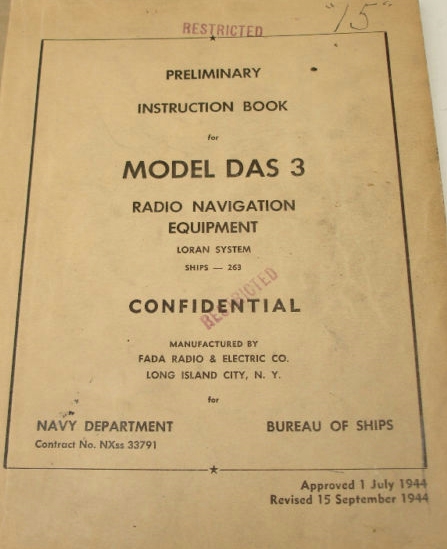 RESTRICTED
"15"
PRELIMINARY
INSTRUCTION BOOK
for
MODEL DAS 3
RADIO NAVIGATION
EQUIPMENT
LORAN SYSTEM
SHIPS — 263
RESTRICTED
CONFIDENTIAL
MANUFACTURED BY
FADA RADIO & ELECTRIC CO.
LONG ISLAND CITY, N. Y.
for
NAVY DEPARTMENT BUREAU OF SHIPS
Contract No. NXss 33791
Approved 1 July 1944
Revised 15 September 1944